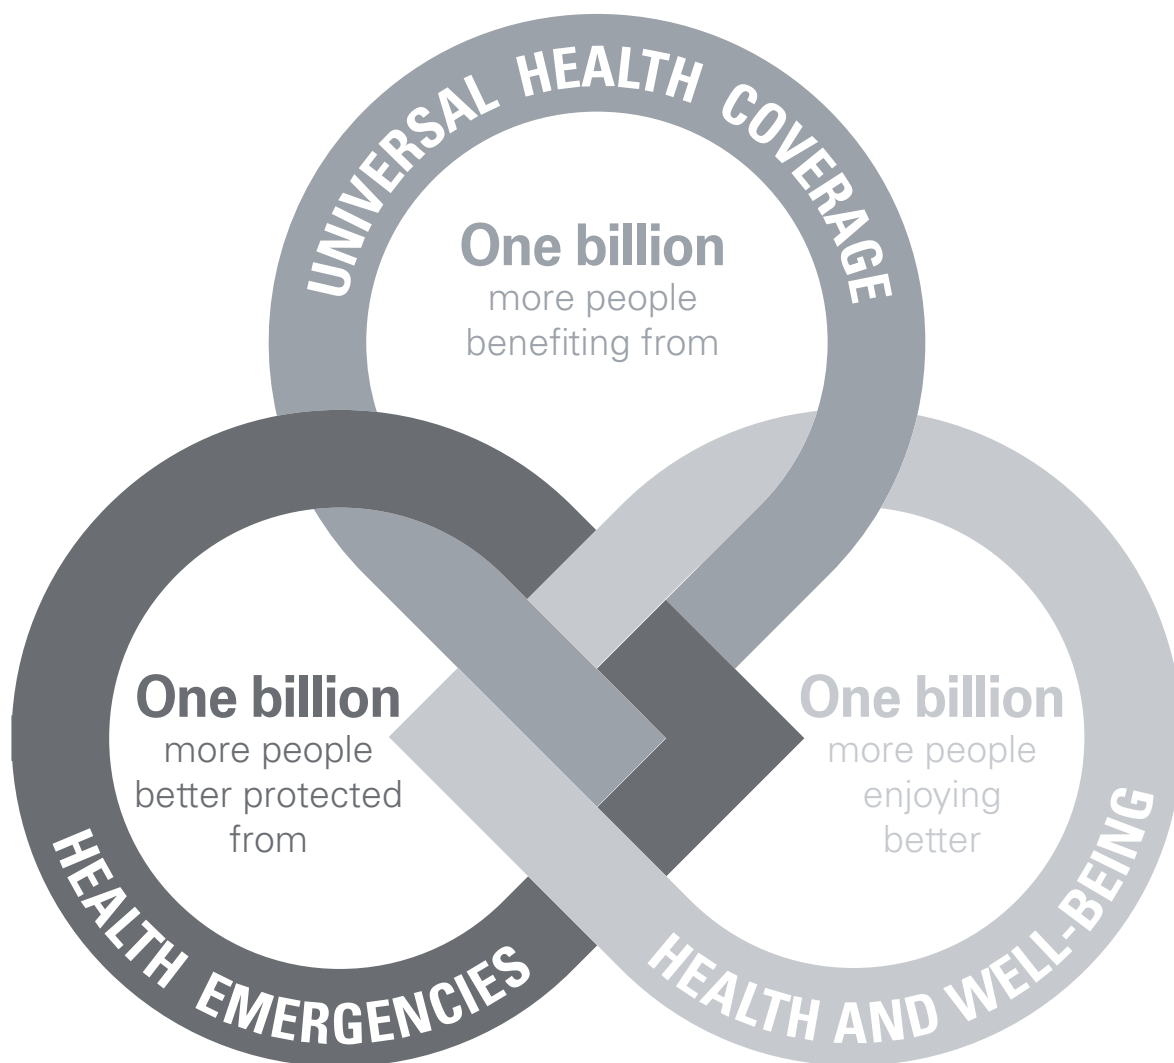 UNIVERSAL HEALTH COVERAGE
One billion
more people
benefiting from
One billion
more people
better protected
from
HEALTH EMERGENCIES
One billion
more people
enjoying
better
HEALTH AND WELL-BEING